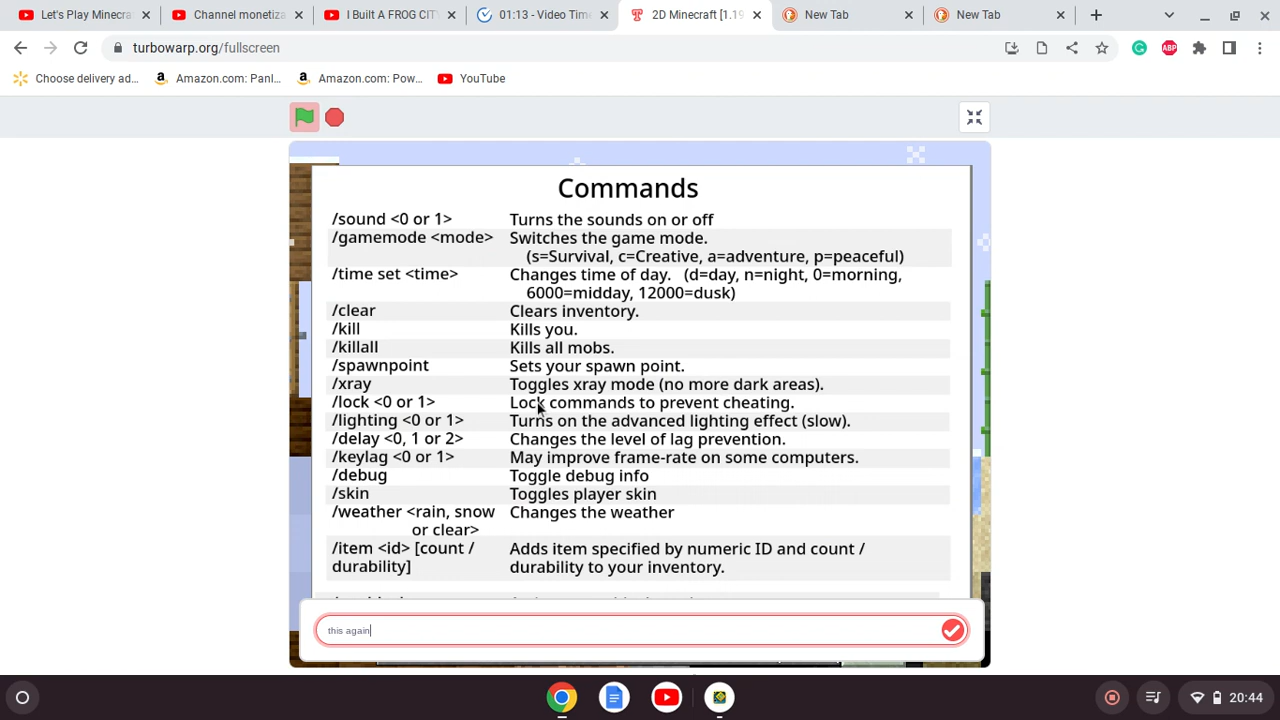 Let's Play Minecra
Channel monetiza
I Built A FROG CIT
01:13 - Video Time
2D Minecraft [1.19
New Tab
New Tab
turbowarp.org/fullscreen
ABP
Choose delivery ad...
Amazon.com: Panl...
Amazon.com: Pow...
YouTube
Commands
/sound <0 or 1> Turns the sounds on or off
/gamemode <mode> Switches the game mode.
(s=Survival, c=Creative, a=adventure, p=peaceful)
/time set <time> Changes time of day. (d=day, n=night, 0=morning,
6000=midday, 12000=dusk)
/clear Clears inventory.
/kill Kills you.
/killall Kills all mobs.
/spawnpoint Sets your spawn point.
/xray Toggles xray mode (no more dark areas).
/lock <0 or 1> Lock commands to prevent cheating.
/lighting <0 or 1> Turns on the advanced lighting effect (slow).
/delay <0, 1 or 2> Changes the level of lag prevention.
/keylag <0 or 1> May improve frame-rate on some computers.
/debug Toggle debug info
/skin Toggles player skin
/weather <rain, snow Changes the weather
or clear>
/item <id> [count / Adds item specified by numeric ID and count /
durability] durability to your inventory.
this again
20:44